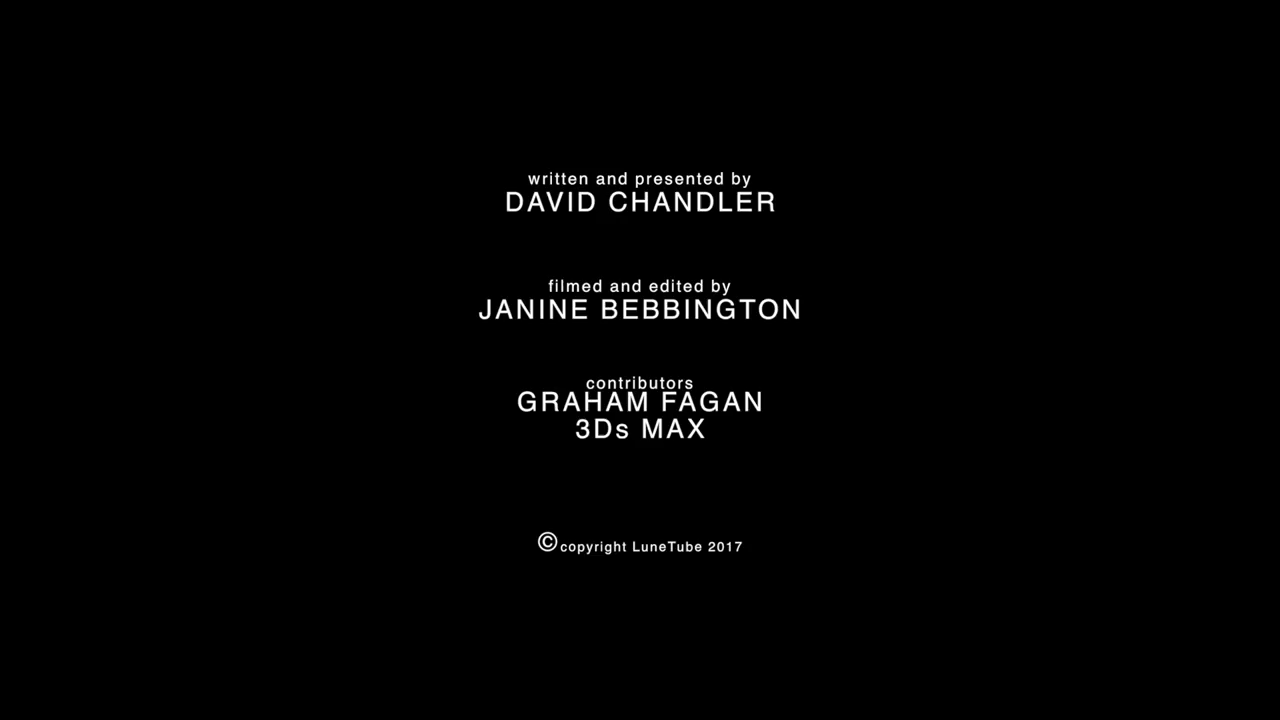 written and presented by
DAVID CHANDLER
filmed and edited by
JANINE BEBBINGTON
contributors
GRAHAM FAGAN
3Ds MAX
©copyright LuneTube 2017